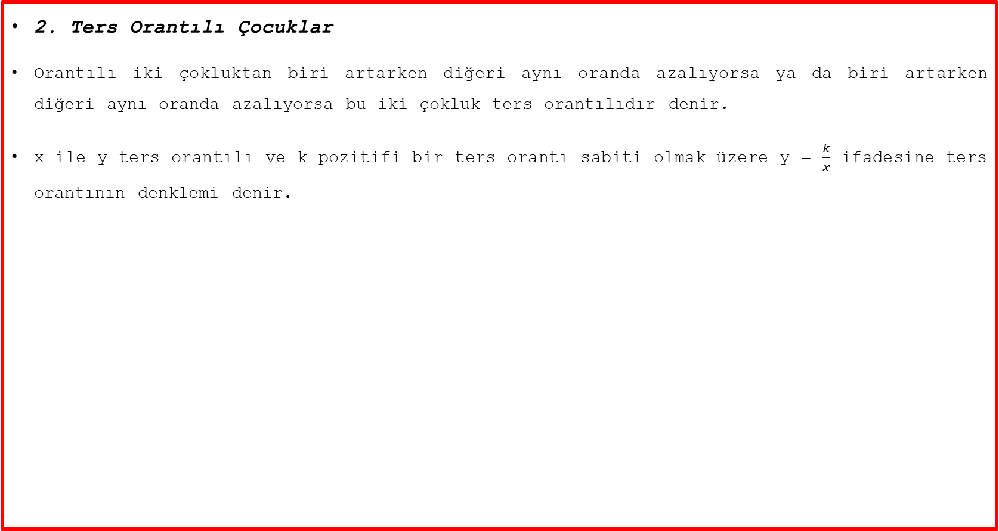 • 2. Ters Orantılı Çocuklar
• Orantılı iki çokluktan biri artarken diğeri aynı oranda azalıyorsa ya da biri artarken
diğeri aynı oranda azalıyorsa bu iki çokluk ters orantılıdır denir.
• x ile y ters orantılı ve k pozitifi bir ters orantı sabiti olmak üzere y = k/x ifadesine ters
orantının denklemi denir.